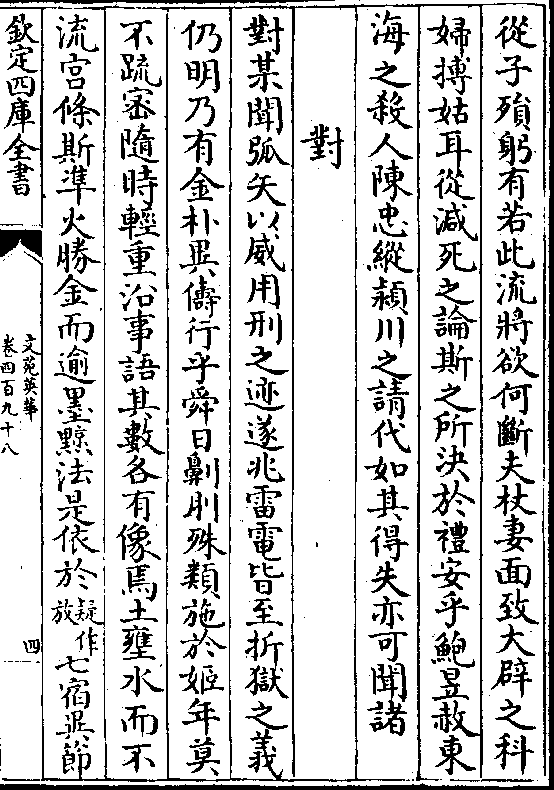 從子殞躬有若此流將欲何斷夫杖妻面致大辟之科
婦搏姑耳從減死之論斯之所決於禮安乎鮑昱赦東
海之殺人陳忠縱潁川之請代如其得失亦可聞諸
對
對某聞弧矢以威用刑之迹遂兆雷電皆至折獄之義
仍明乃有金朴異儔行乎舜日劓刖殊類施於姬年莫
不疏密隨時輕重沿事語其數各有像焉土壅水而不
流宫條斯準火勝金而逾墨黥法是依於疑作放七宿異節
欽定四庫全書
文苑英華
卷四百九十八
四